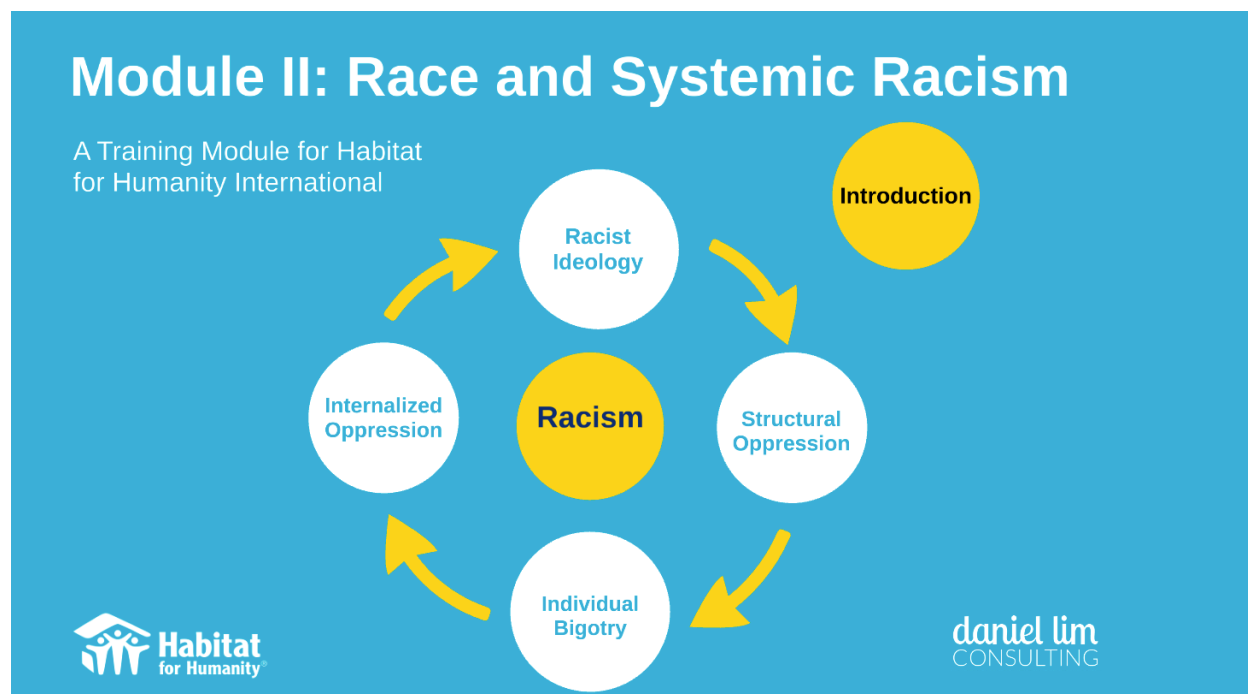 Module II: Race and Systemic Racism
A Training Module for Habitat
for Humanity International
Introduction
Racist
Ideology
Internalized
Oppression
Racism
Structural
Oppression
Individual
Bigotry
Habitat
for Humanity®
daniel lim
CONSULTING